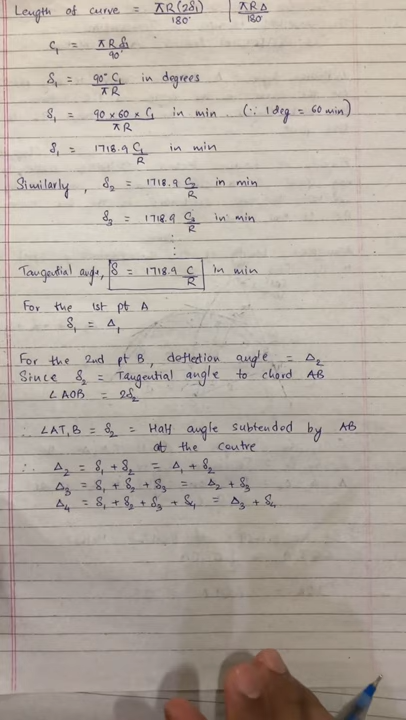 Length of curve = πR(2δ₁)/180° | πRΔ/180
C₁ = πRδ₁/90°
δ₁ = 90° C₁/πR in degrees
δ₁ = 90 x 60 x C₁/πR in min (∵ 1 deg = 60 min)
δ₁ = 1718.9 C₁/R in min
Similarly, δ₂ = 1718.9 C₂/R in min
δ₃ = 1718.9 C₃/R in min
⋮
Tangential angle, δ = 1718.9 C/R in min
For the 1st pt A
δ₁ = Δ₁
For the 2nd pt B, deflection angle = Δ₂
Since δ₂ = Tangential angle to chord AB
∠AOB = 2δ₂
∴ ∠AT₁B = δ₂ = Half angle subtended by AB
at the centre
∴ Δ₂ = δ₁ + δ₂ = Δ₁ + δ₂
Δ₃ = δ₁ + δ₂ + δ₃ = Δ₂ + δ₃
Δ₄ = δ₁ + δ₂ + δ₃ + δ₄ = Δ₃ + δ₄